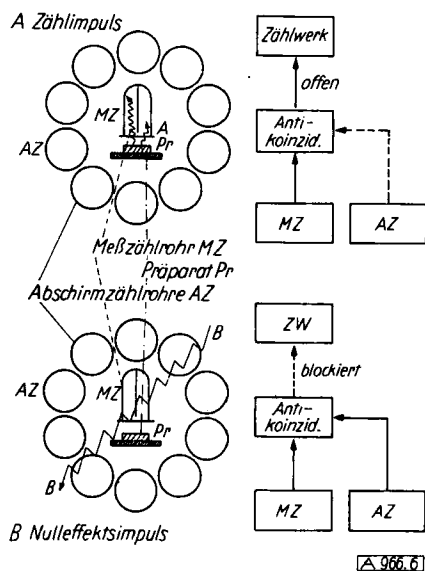 A Zählimpuls
MZ
A
Pr
AZ
Zählwerk
offen
Anti-
koinzid.
MZ
AZ
Meßzählrohr MZ
Präparat Pr
Abschirmzählrohre AZ
B
AZ
MZ
Pr
B
ZW
blockiert
Anti-
koinzid.
MZ
AZ
B Nulleffektsimpuls
A 966.6